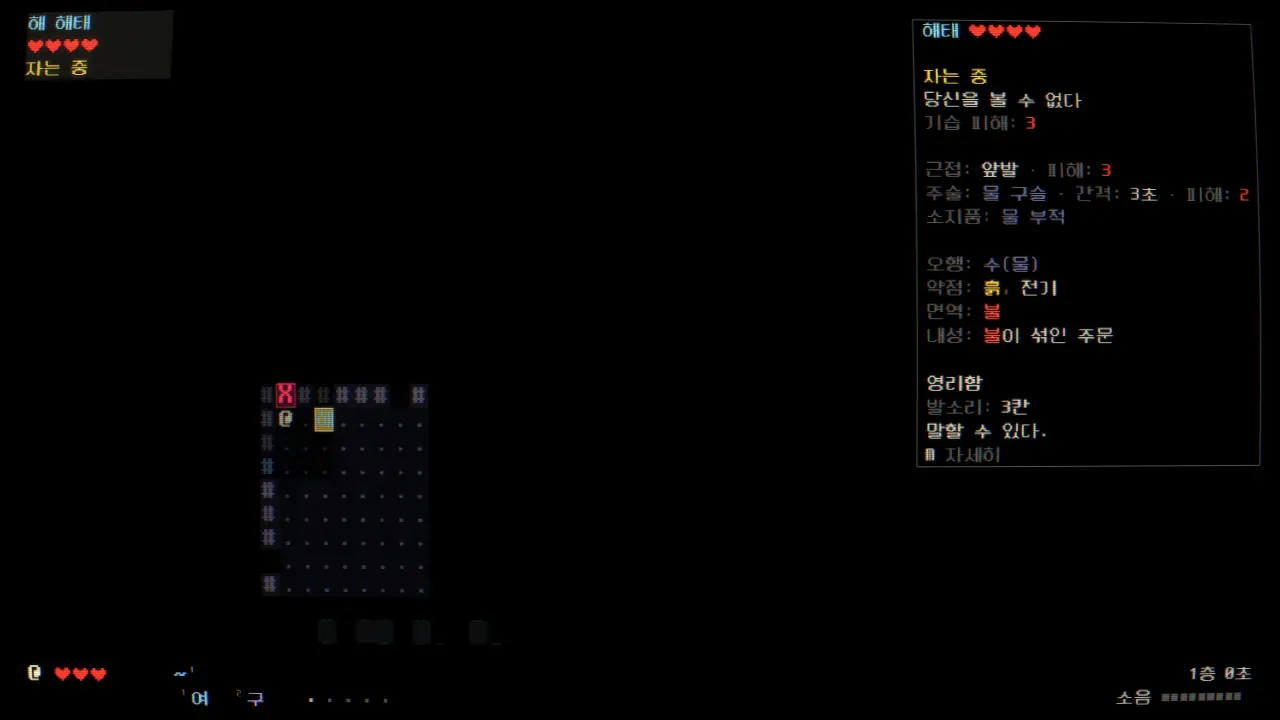 해 해태
자는 중
해태
자는 중
당신을 볼 수 없다
기습 피해: 3
근접: 앞발 · 피해: 3
주술: 물 구슬 · 간격: 3초 · 피해: 2
소지품: 물 부적
오행: 수(물)
약점: 흙, 전기
면역: 불
내성: 불이 섞인 주문
영리함
발소리: 3칸
말할 수 있다.
자세히
# X # # # # # #
# @ . . . . . .
@
~ 1
1 여 2 구 . . . . .
1층 0초
소음